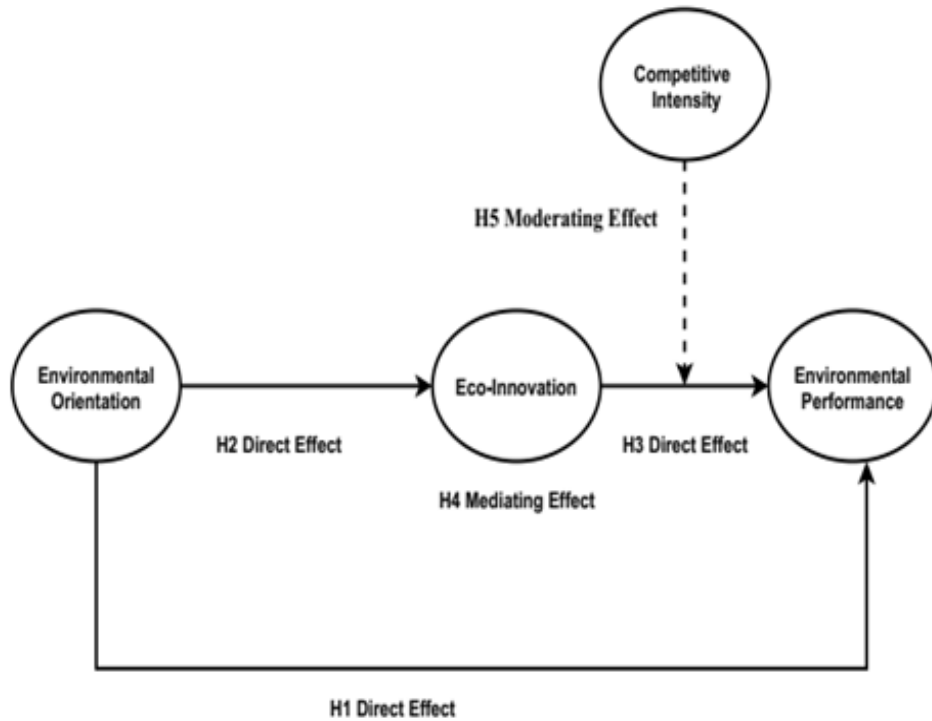 Competitive
Intensity
H5 Moderating Effect
Environmental
Orientation
Eco-Innovation
Environmental
Performance
H2 Direct Effect
H3 Direct Effect
H4 Mediating Effect
H1 Direct Effect